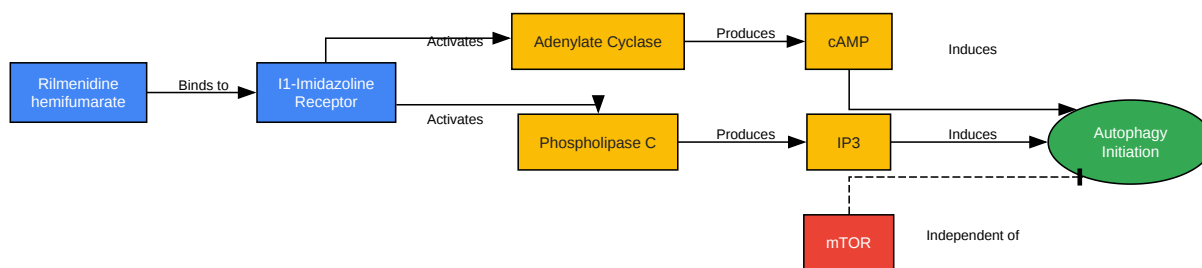 Rilmenidine
hemifumarate
Binds to
I1-Imidazoline
Receptor
Activates
Adenylate Cyclase
Produces
cAMP
Induces
Activates
Phospholipase C
Produces
IP3
Induces
Autophagy
Initiation
mTOR
Independent of